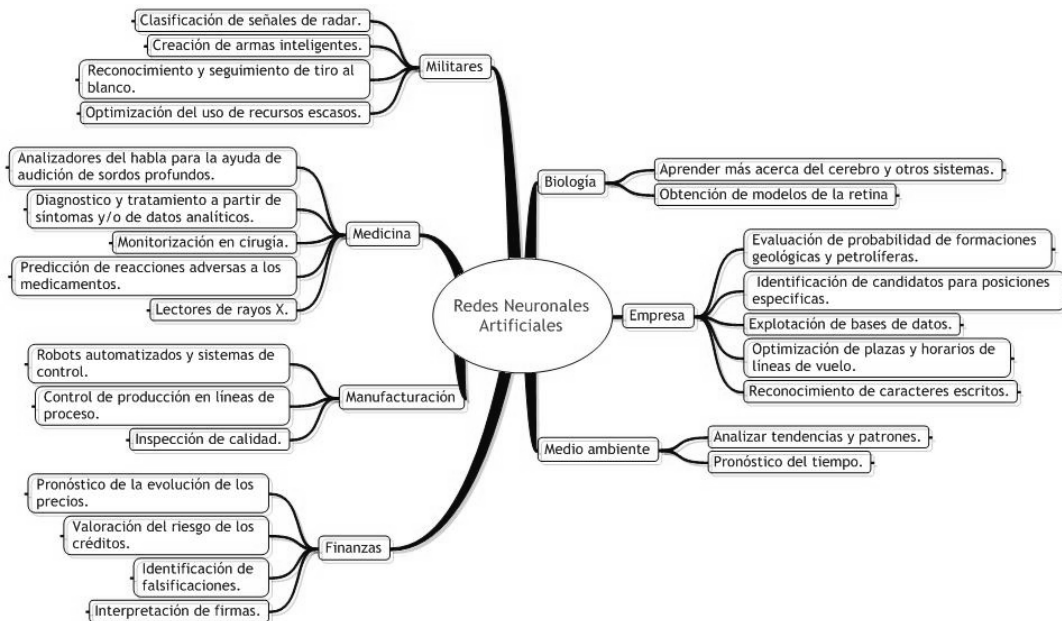 Redes Neuronales
Artificiales
Militares
Clasificación de señales de radar.
Creación de armas inteligentes.
Reconocimiento y seguimiento de tiro al
blanco.
Optimización del uso de recursos escasos.
Medicina
Analizadores del habla para la ayuda de
audición de sordos profundos.
Diagnostico y tratamiento a partir de
síntomas y/o de datos analíticos.
Monitorización en cirugía.
Predicción de reacciones adversas a los
medicamentos.
Lectores de rayos X.
Manufacturación
Robots automatizados y sistemas de
control.
Control de producción en líneas de
proceso.
Inspección de calidad.
Finanzas
Pronóstico de la evolución de los
precios.
Valoración del riesgo de los
créditos.
Identificación de
falsificaciones.
Interpretación de firmas.
Biología
Aprender más acerca del cerebro y otros sistemas.
Obtención de modelos de la retina
Empresa
Evaluación de probabilidad de formaciones
geológicas y petrolíferas.
Identificación de candidatos para posiciones
especificas.
Explotación de bases de datos.
Optimización de plazas y horarios de
líneas de vuelo.
Reconocimiento de caracteres escritos.
Medio ambiente
Analizar tendencias y patrones.
Pronóstico del tiempo.